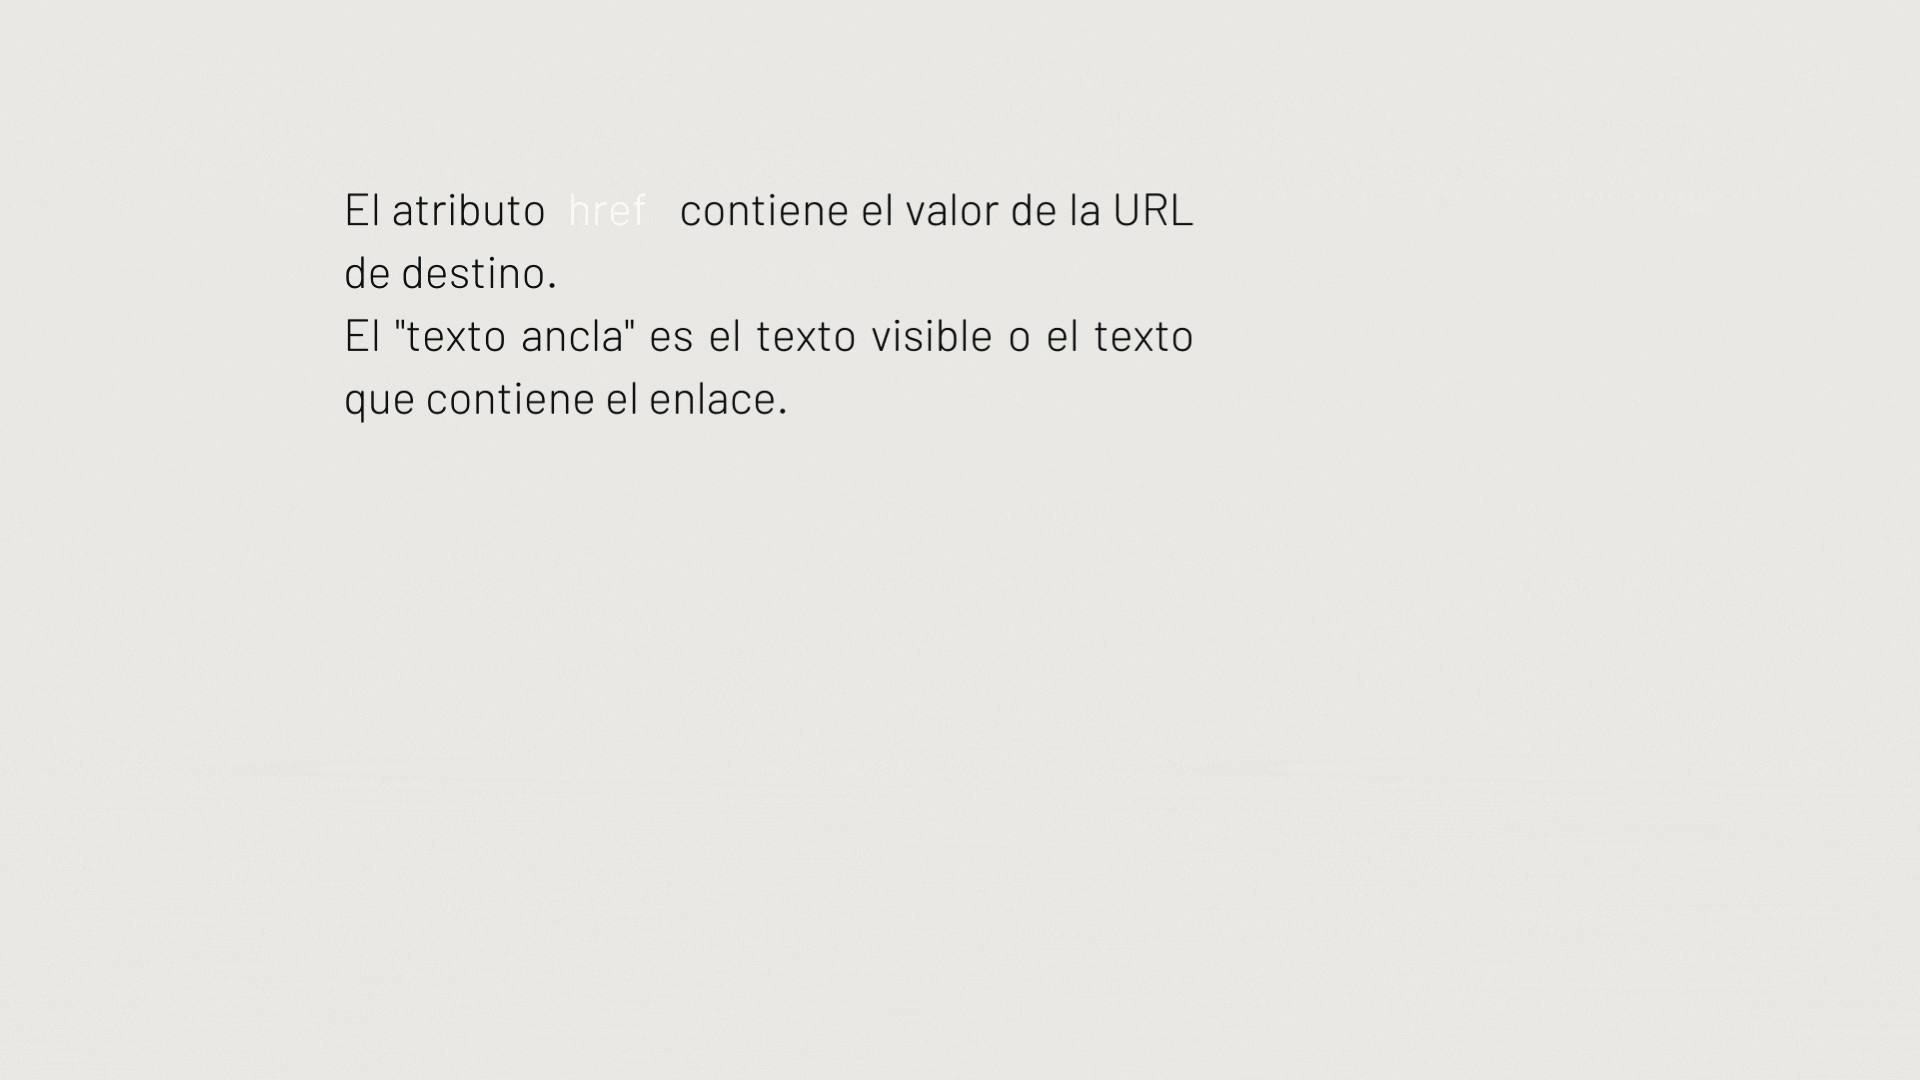 El atributo href contiene el valor de la URL
de destino.
El "texto ancla" es el texto visible o el texto
que contiene el enlace.